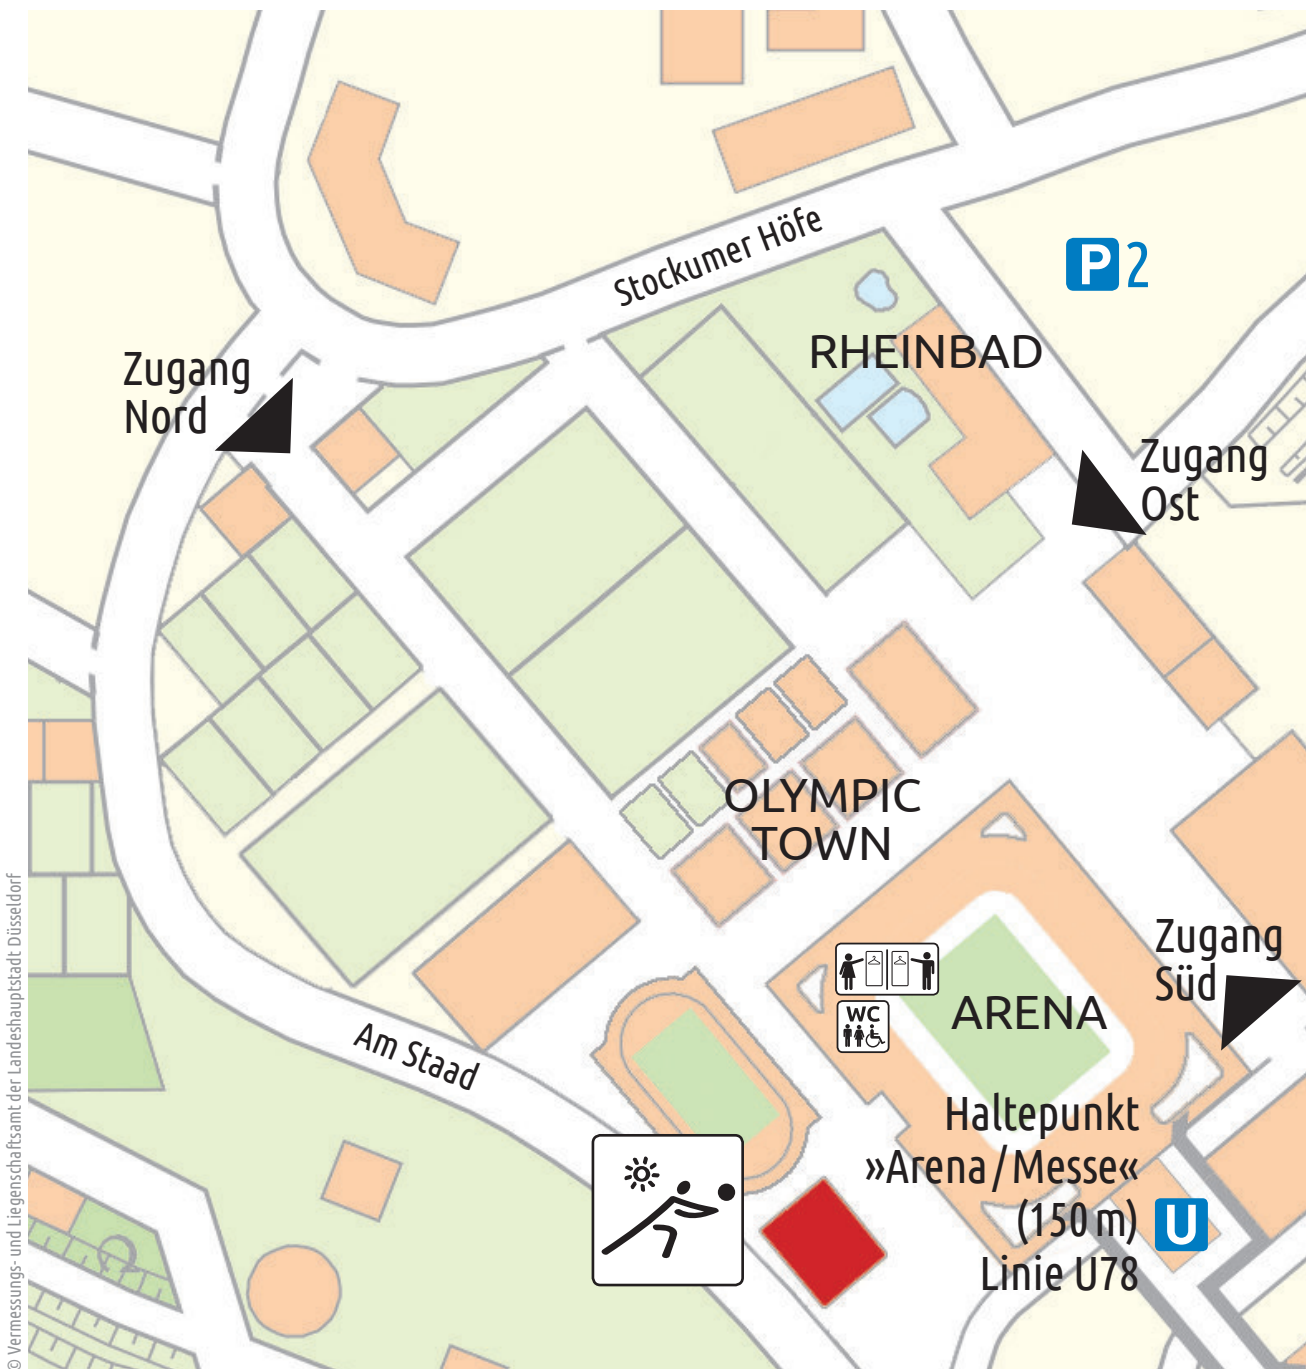 Stockumer Höfe
P 2
RHEINBAD
Zugang
Nord
Zugang
Ost
OLYMPIC
TOWN
Zugang
Süd
WC
ARENA
Am Staad
Haltepunkt
»Arena / Messe«
(150 m)
Linie U78
U
© Vermessungs- und Liegenschaftsamt der Landeshauptstadt Düsseldorf